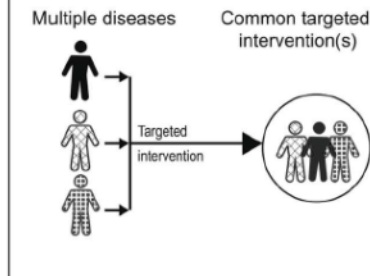 Multiple diseases
Common targeted
intervention(s)
Targeted
intervention